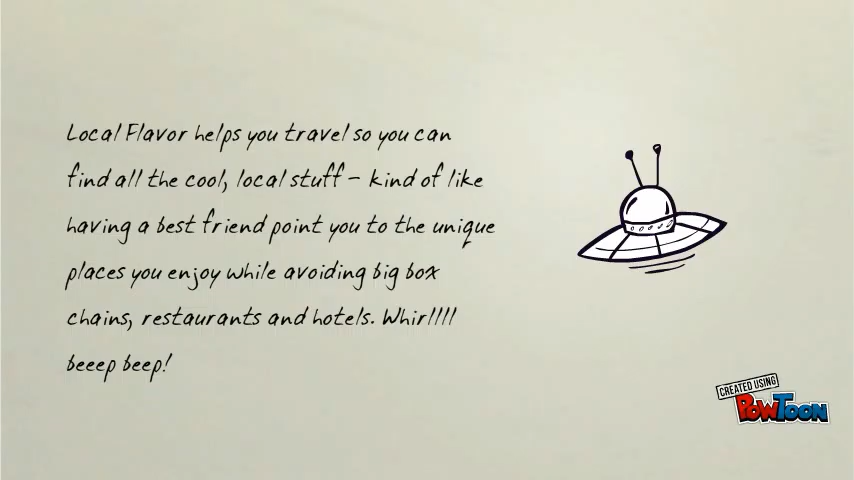 Local Flavor helps you travel so you can
find all the cool, local stuff – kind of like
having a best friend point you to the unique
places you enjoy while avoiding big box
chains, restaurants and hotels. Whirllll
beeep beep!
CREATED USING
POWTOON